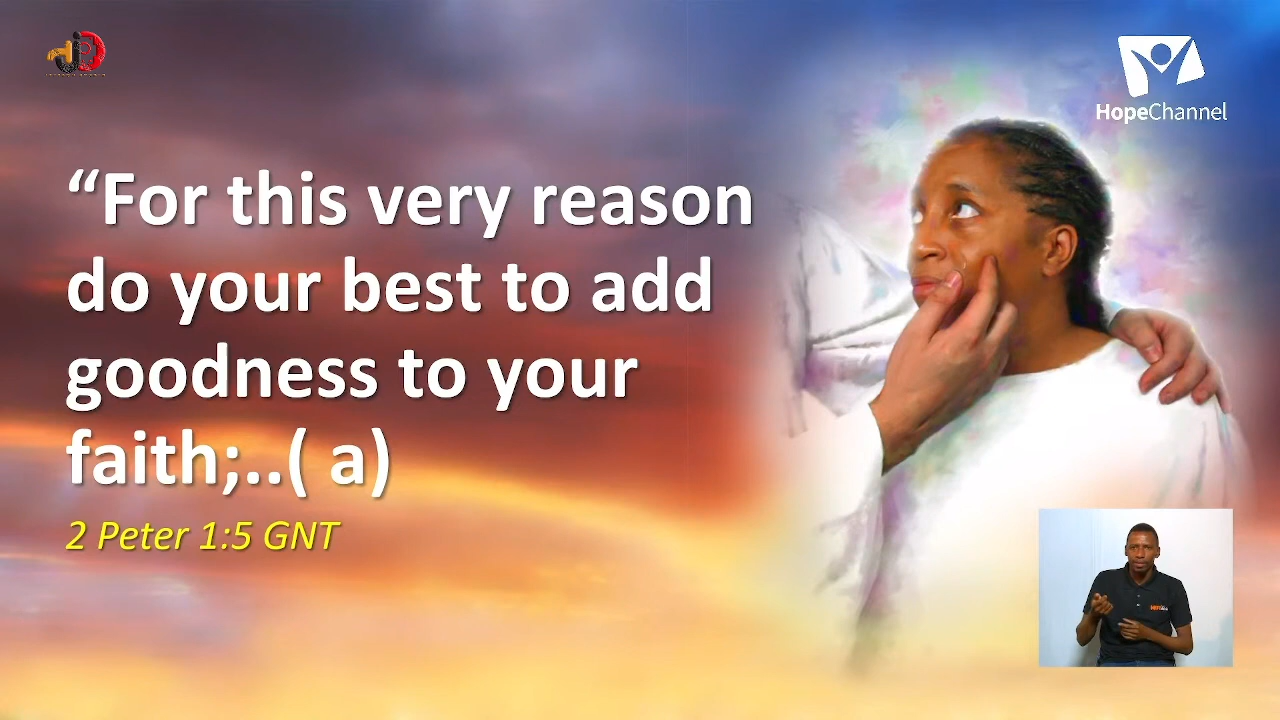 HopeChannel
“For this very reason
do your best to add
goodness to your
faith;..( a)
2 Peter 1:5 GNT